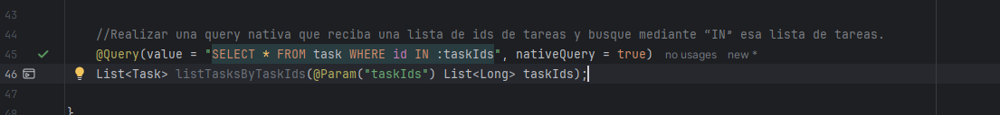 43
44 //Realizar una query nativa que reciba una lista de ids de tareas y busque mediante “IN” esa lista de tareas.
45 @Query(value = "SELECT * FROM task WHERE id IN :taskIds", nativeQuery = true) no usages new *
46 List<Task> listTasksByTaskIds(@Param("taskIds") List<Long> taskIds);
47
48 }